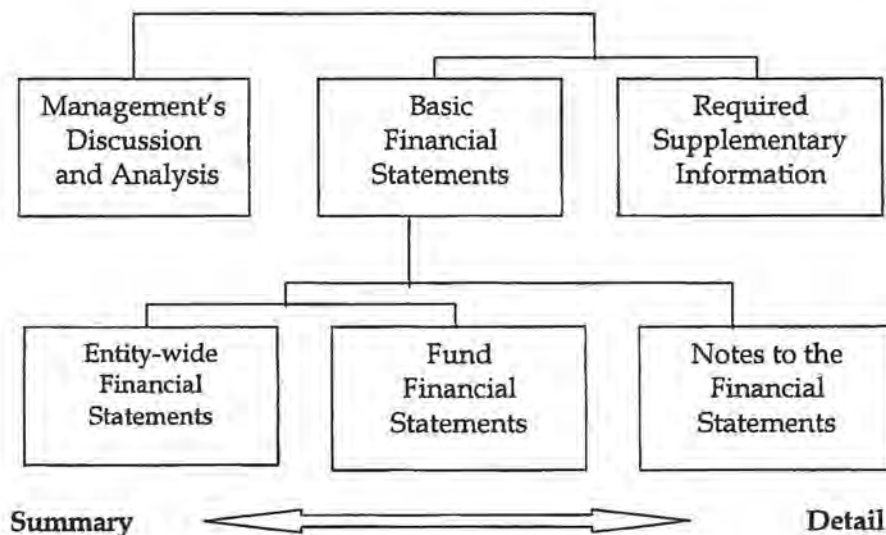 Management's
Discussion
and Analysis
Basic
Financial
Statements
Required
Supplementary
Information
Entity-wide
Financial
Statements
Fund
Financial
Statements
Notes to the
Financial
Statements
Summary
Detail